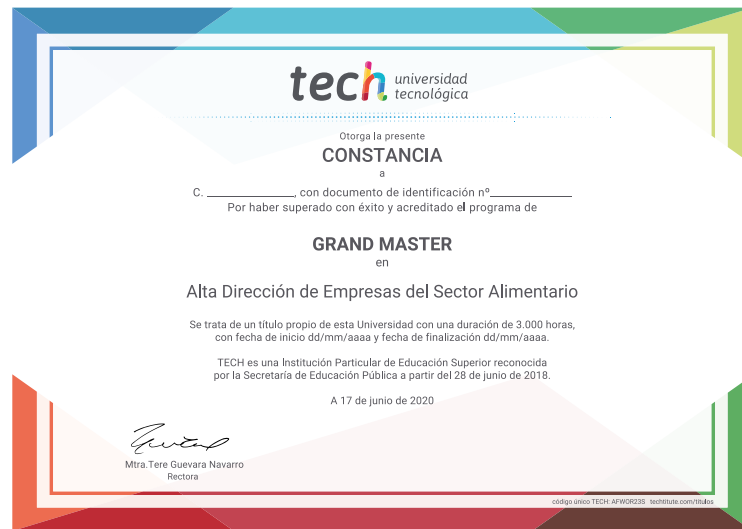 tech universidad
tecnológica
Otorga la presente
CONSTANCIA
a
C. ______________, con documento de identificación nº______________
Por haber superado con éxito y acreditado el programa de
GRAND MASTER
en
Alta Dirección de Empresas del Sector Alimentario
Se trata de un título propio de esta Universidad con una duración de 3.000 horas,
con fecha de inicio dd/mm/aaaa y fecha de finalización dd/mm/aaaa.
TECH es una Institución Particular de Educación Superior reconocida
por la Secretaría de Educación Pública a partir del 28 de junio de 2018.
A 17 de junio de 2020
Mtra.Tere Guevara Navarro
Rectora
código único TECH: AFWOR23S techtitute.com/titulos